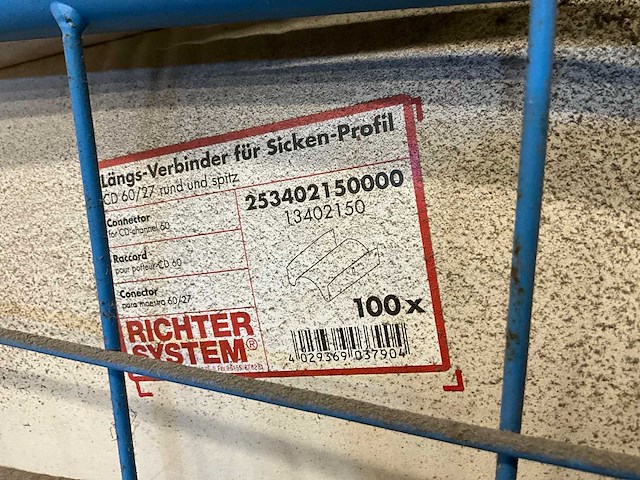 Längs-Verbinder für Sicken-Profil
CD 60/27 rund und spitz
253402150000
13402150
Connector
for CD-channel 60
Raccord
pour porteur CD 60
Conector
para maestra 60/27
100x
RICHTER
SYSTEM®
4 029369 037904